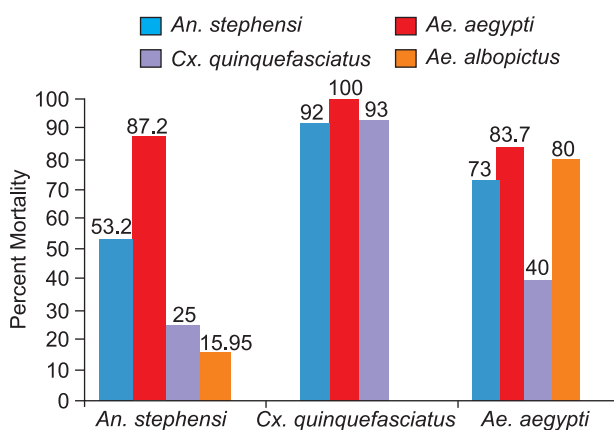 An. stephensi
Ae. aegypti
Cx. quinquefasciatus
Ae. albopictus
Percent Mortality
100
90
80
70
60
50
40
30
20
10
0
53.2
87.2
25
15.95
92
100
93
73
83.7
40
80
An. stephensi
Cx. quinquefasciatus
Ae. aegypti